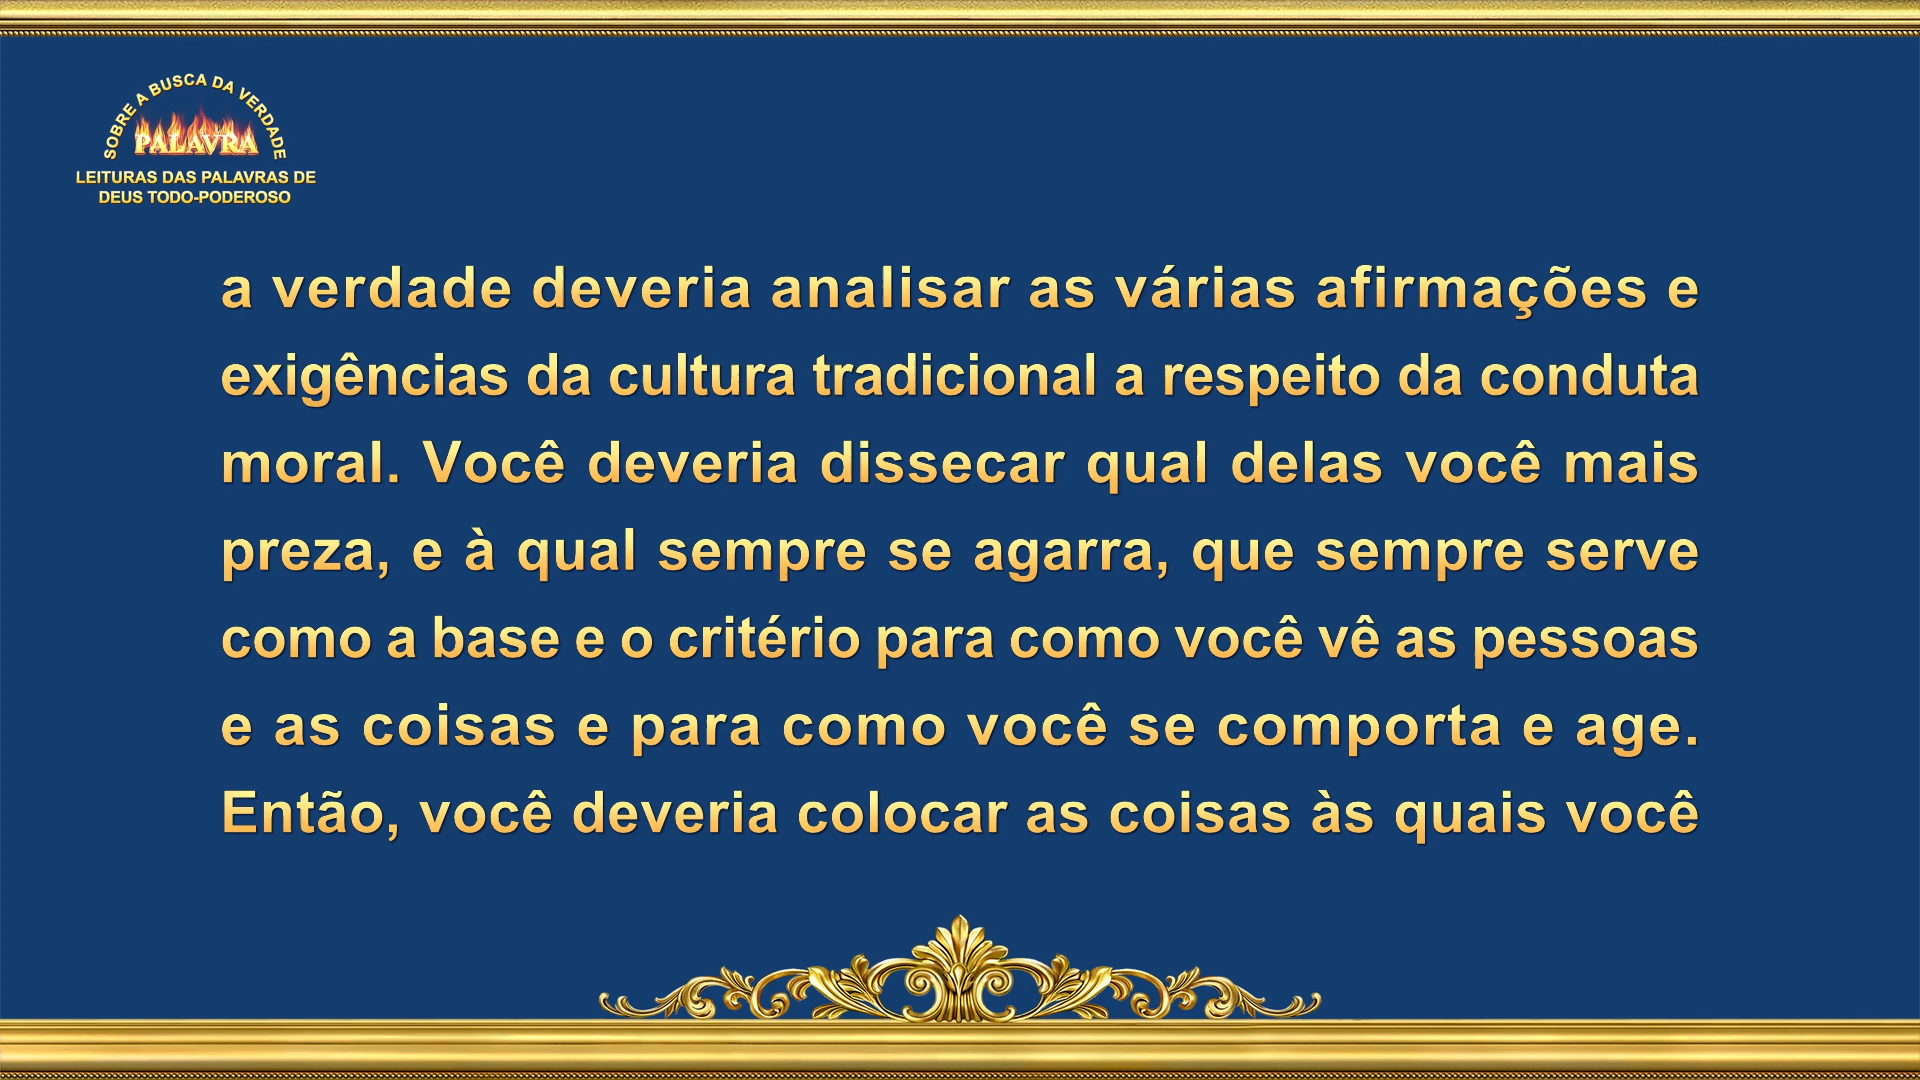 SOBRE A BUSCA DA VERDADE
PALAVRA
LEITURAS DAS PALAVRAS DE
DEUS TODO-PODEROSO
a verdade deveria analisar as várias afirmações e
exigências da cultura tradicional a respeito da conduta
moral. Você deveria dissecar qual delas você mais
preza, e à qual sempre se agarra, que sempre serve
como a base e o critério para como você vê as pessoas
e as coisas e para como você se comporta e age.
Então, você deveria colocar as coisas às quais você